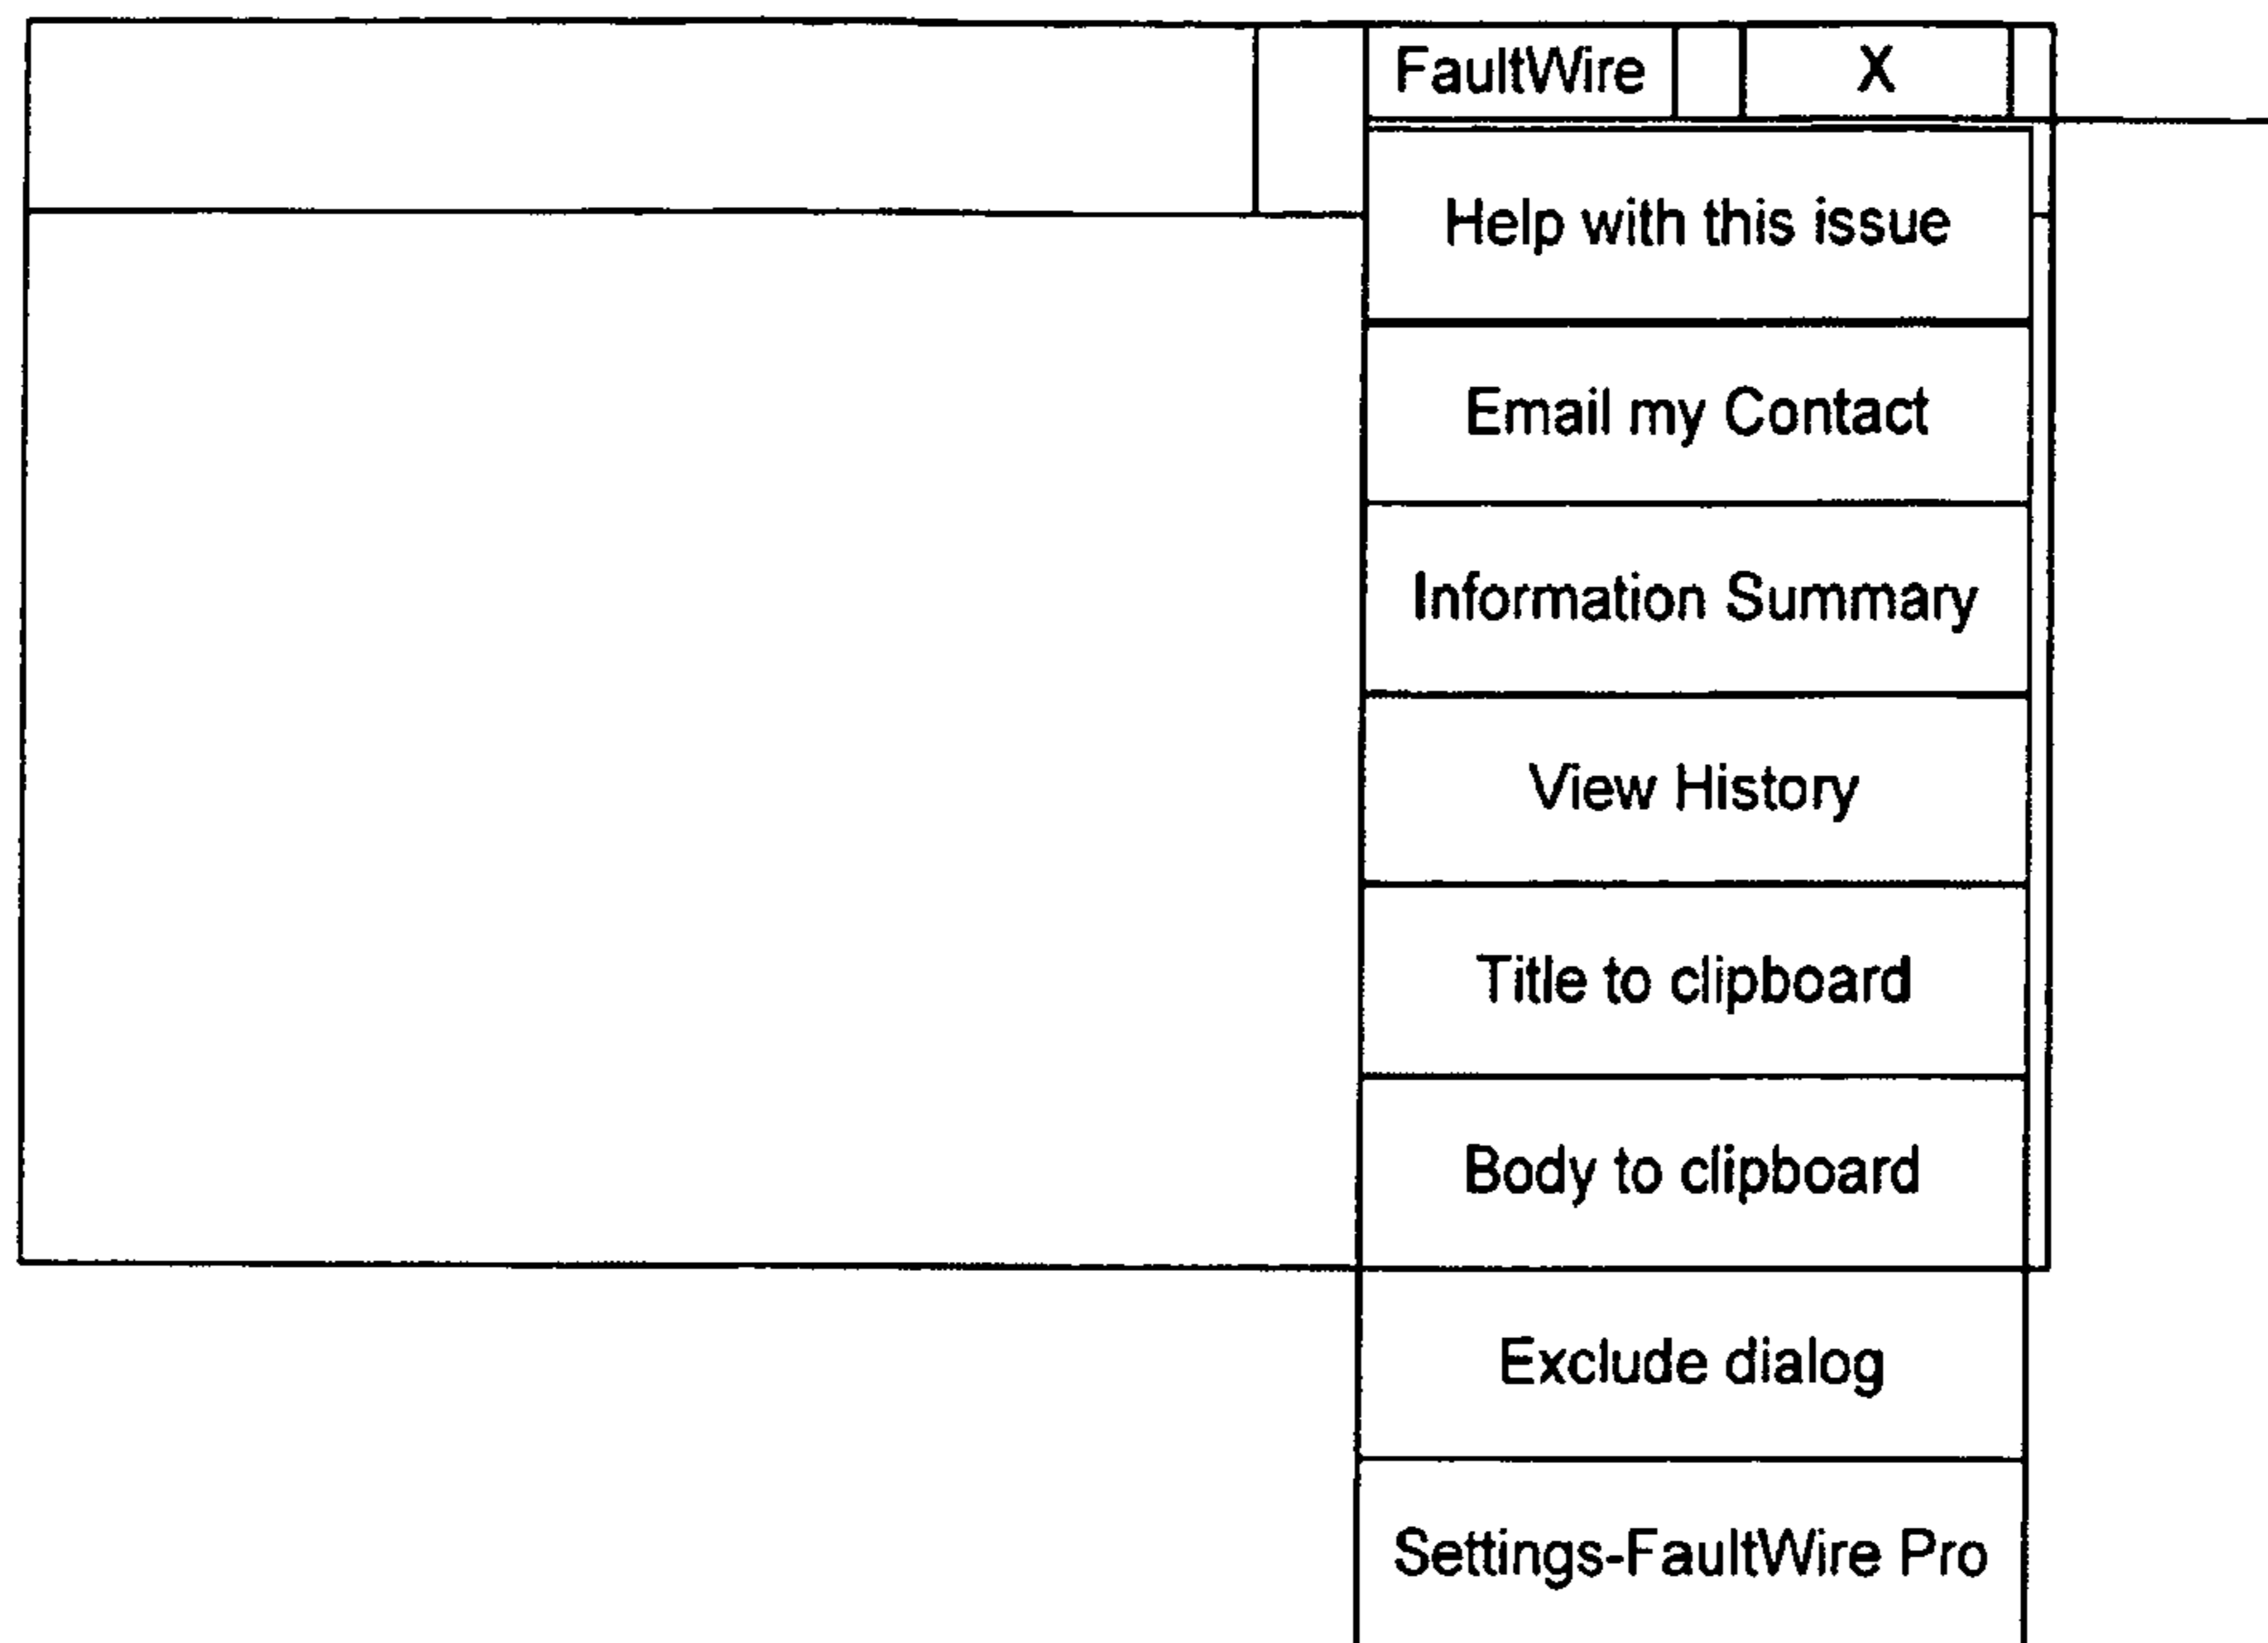 FaultWire X
Help with this issue
Email my Contact
Information Summary
View History
Title to clipboard
Body to clipboard
Exclude dialog
Settings-FaultWire Pro